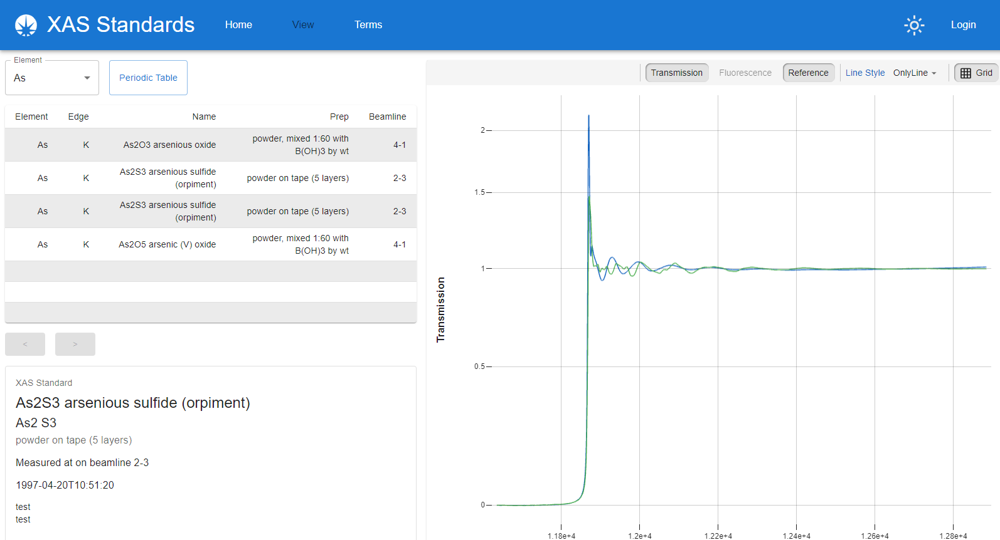 XAS Standards Home View Terms Login
Element
As
Periodic Table
Transmission Fluorescence Reference Line Style OnlyLine Grid
Element Edge Name Prep Beamline
As K As2O3 arsenious oxide powder, mixed 1:60 with B(OH)3 by wt 4-1
As K As2S3 arsenious sulfide (orpiment) powder on tape (5 layers) 2-3
As K As2S3 arsenious sulfide (orpiment) powder on tape (5 layers) 2-3
As K As2O5 arsenic (V) oxide powder, mixed 1:60 with B(OH)3 by wt 4-1
< >
XAS Standard
As2S3 arsenious sulfide (orpiment)
As2 S3
powder on tape (5 layers)
Measured at on beamline 2-3
1997-04-20T10:51:20
test
test
Transmission
2
1.5
1
0.5
0
1.18e+4 1.2e+4 1.22e+4 1.24e+4 1.26e+4 1.28e+4